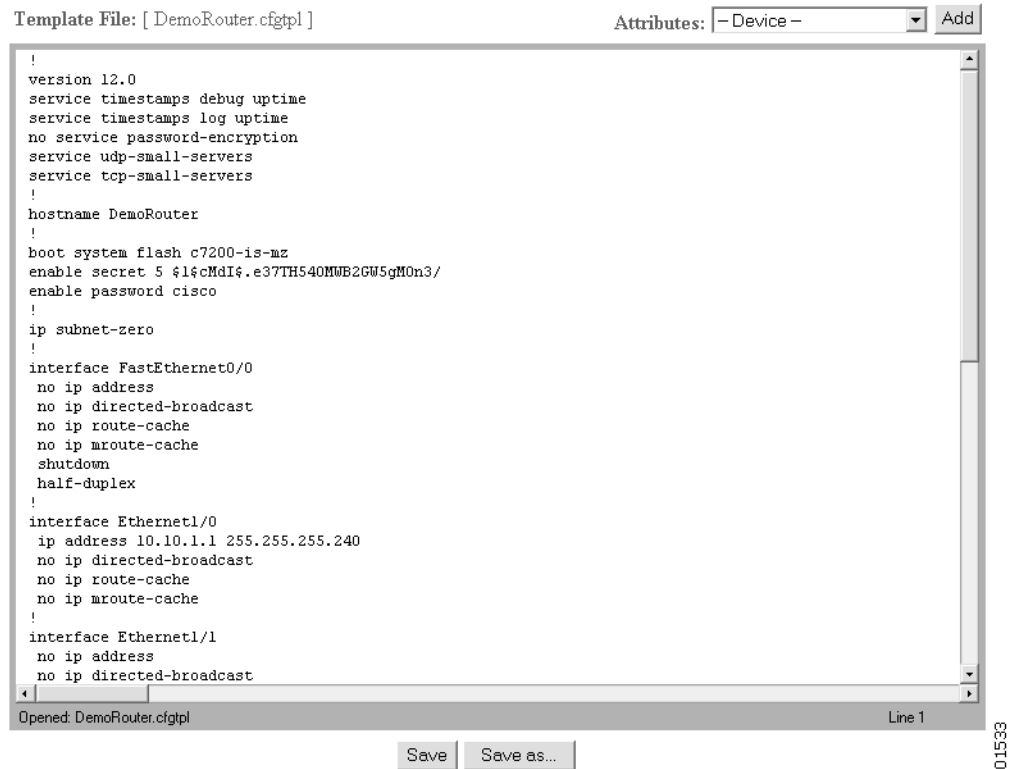 Template File: [ DemoRouter.cfgtpl ] Attributes: – Device – Add
!
version 12.0
service timestamps debug uptime
service timestamps log uptime
no service password-encryption
service udp-small-servers
service tcp-small-servers
!
hostname DemoRouter
!
boot system flash c7200-is-mz
enable secret 5 $1$cMdI$.e37TH540MWB2GW5gMOn3/
enable password cisco
!
ip subnet-zero
!
interface FastEthernet0/0
no ip address
no ip directed-broadcast
no ip route-cache
no ip mroute-cache
shutdown
half-duplex
!
interface Ethernet1/0
ip address 10.10.1.1 255.255.255.240
no ip directed-broadcast
no ip route-cache
no ip mroute-cache
!
interface Ethernet1/1
no ip address
no ip directed-broadcast
Opened: DemoRouter.cfgtpl Line 1
Save Save as...
01533